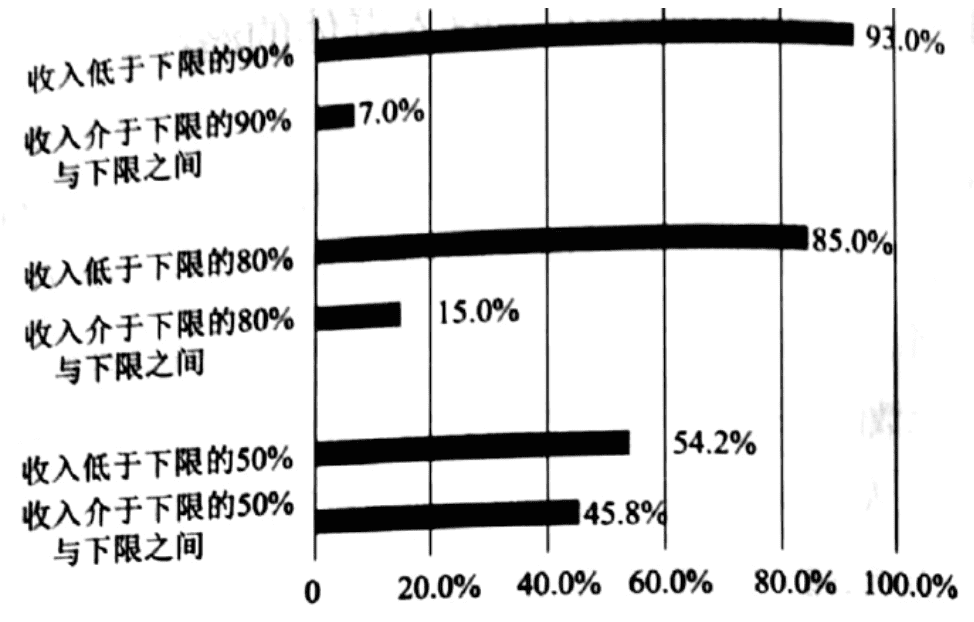 收入低于下限的90%
93.0%
收入介于下限的90%
与下限之间
7.0%
收入低于下限的80%
85.0%
收入介于下限的80%
与下限之间
15.0%
收入低于下限的50%
54.2%
收入介于下限的50%
与下限之间
45.8%
0 20.0% 40.0% 60.0% 80.0% 100.0%